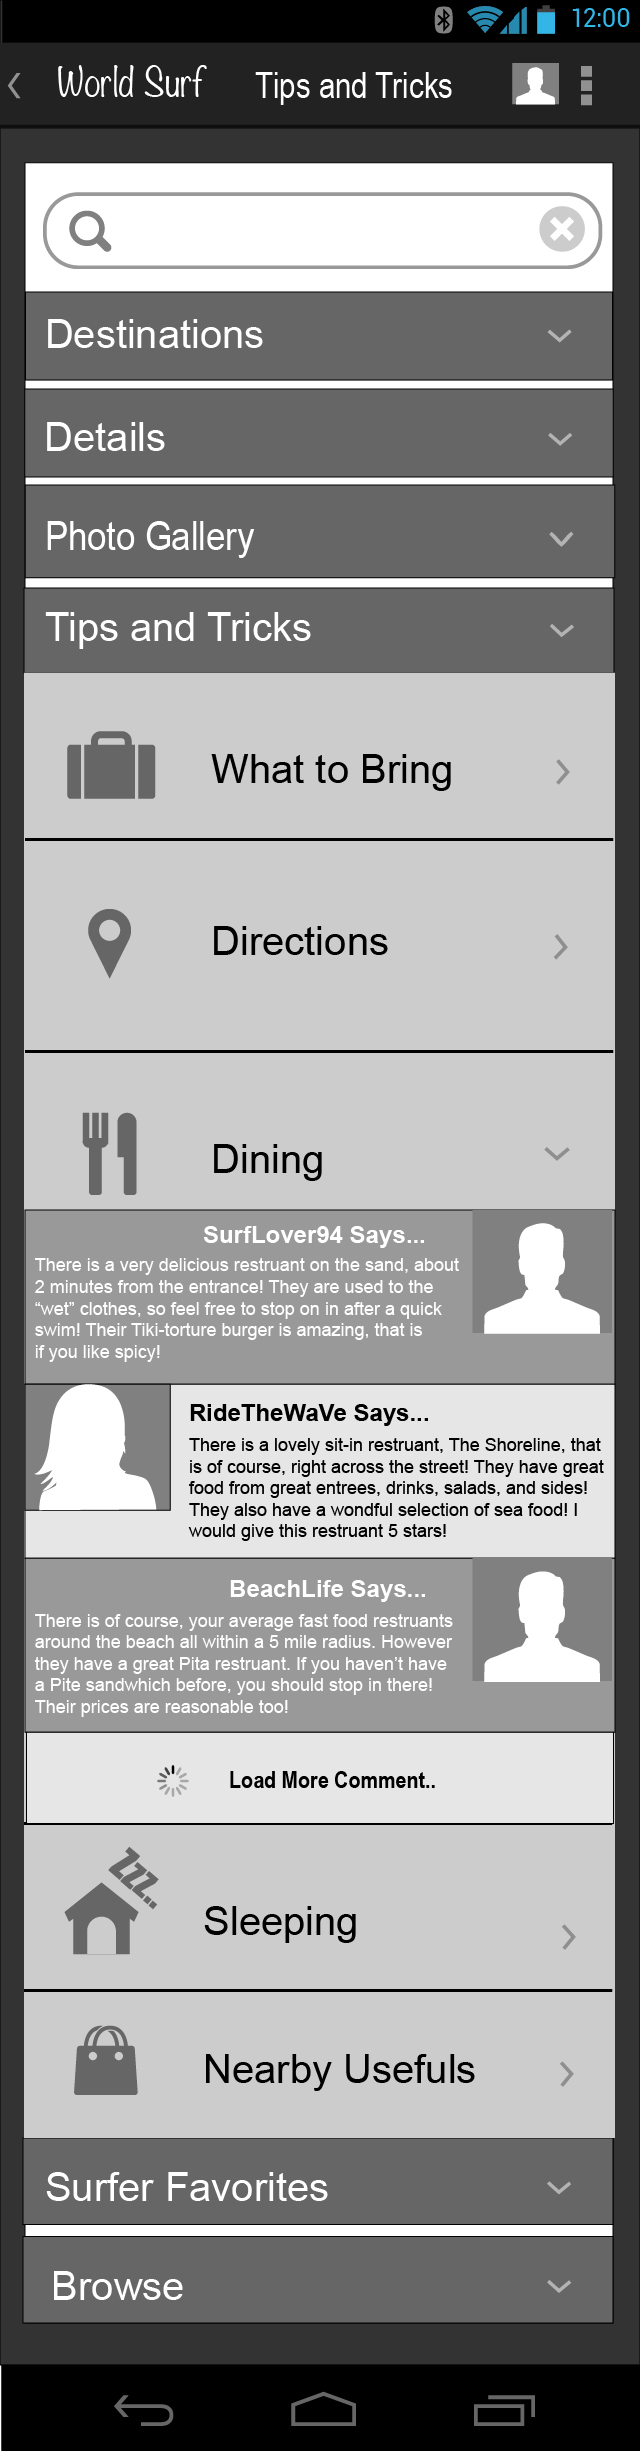 12:00
World Surf Tips and Tricks
Destinations
Details
Photo Gallery
Tips and Tricks
What to Bring
Directions
Dining
SurfLover94 Says...
There is a very delicious restruant on the sand, about
2 minutes from the entrance! They are used to the
“wet” clothes, so feel free to stop on in after a quick
swim! Their Tiki-torture burger is amazing, that is
if you like spicy!
RideTheWaVe Says...
There is a lovely sit-in restruant, The Shoreline, that
is of course, right across the street! They have great
food from great entrees, drinks, salads, and sides!
They also have a wondful selection of sea food! I
would give this restruant 5 stars!
BeachLife Says...
There is of course, your average fast food restruants
around the beach all within a 5 mile radius. However
they have a great Pita restruant. If you haven’t have
a Pite sandwhich before, you should stop in there!
Their prices are reasonable too!
Load More Comment..
ZZZ...
Sleeping
Nearby Usefuls
Surfer Favorites
Browse